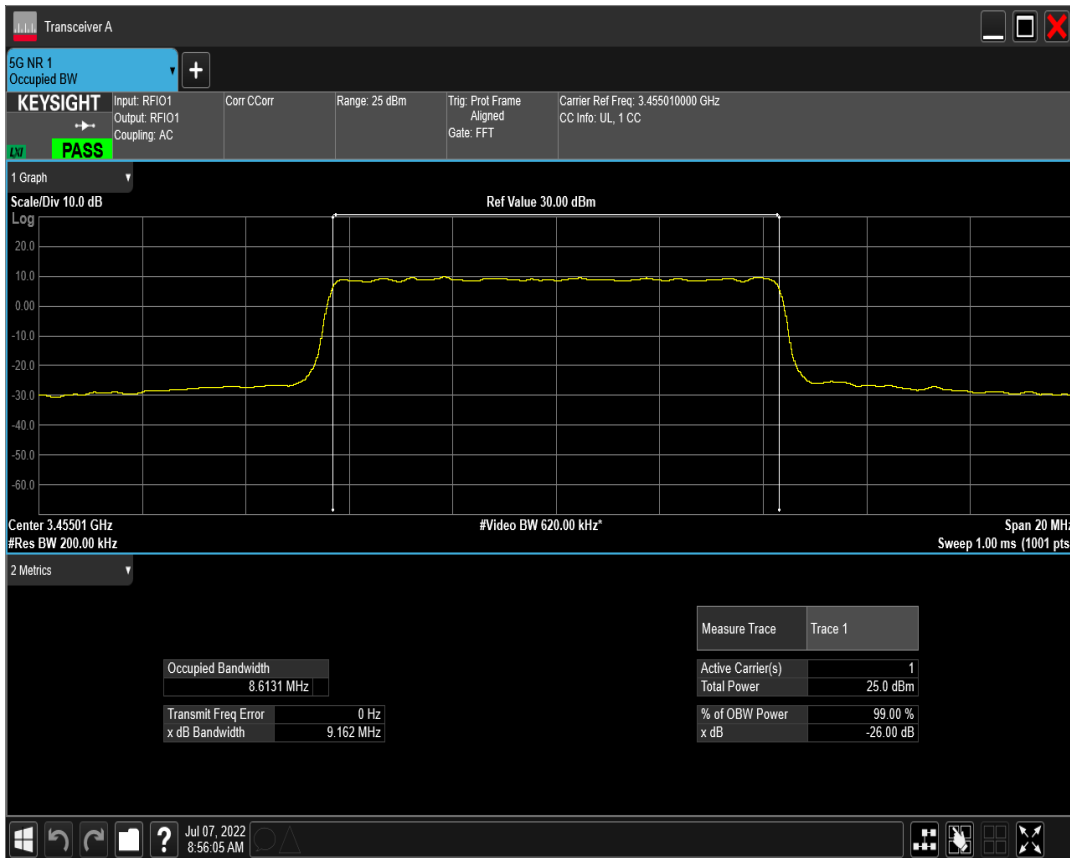 Transceiver A
5G NR 1
Occupied BW
+
KEYSIGHT
LXI
PASS
Input: RFIO1
Output: RFIO1
Coupling: AC
Corr CCorr
Range: 25 dBm
Trig: Prot Frame
Aligned
Gate: FFT
Carrier Ref Freq: 3.455010000 GHz
CC Info: UL, 1 CC
1 Graph
Scale/Div 10.0 dB
Ref Value 30.00 dBm
Log
20.0
10.0
0.00
-10.0
-20.0
-30.0
-40.0
-50.0
-60.0
Center 3.45501 GHz
#Video BW 620.00 kHz*
Span 20 MHz
#Res BW 200.00 kHz
Sweep 1.00 ms (1001 pts
2 Metrics
Measure Trace Trace 1
Occupied Bandwidth
8.6131 MHz
Active Carrier(s) 1
Total Power 25.0 dBm
Transmit Freq Error 0 Hz
x dB Bandwidth 9.162 MHz
% of OBW Power 99.00 %
x dB -26.00 dB
?
Jul 07, 2022
8:56:05 AM